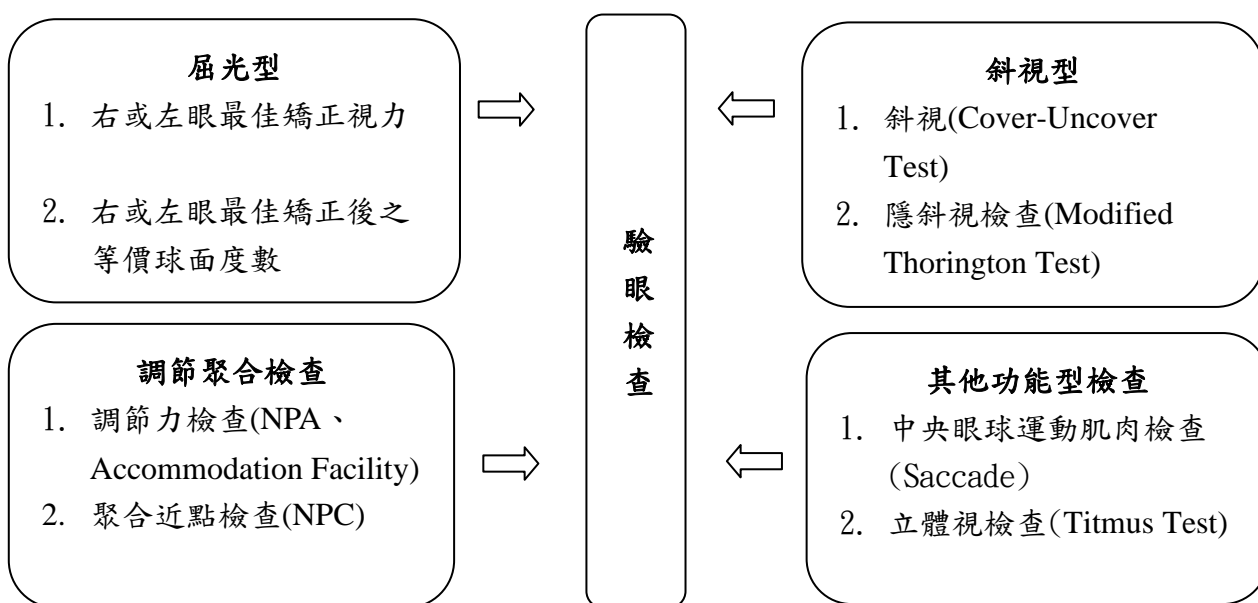 屈光型
1. 右或左眼最佳矯正視力
2. 右或左眼最佳矯正後之
等價球面度數
調節聚合檢查
1. 調節力檢查(NPA、
Accommodation Facility)
2. 聚合近點檢查(NPC)
驗
眼
檢
查
斜視型
1. 斜視(Cover-Uncover
Test)
2. 隱斜視檢查(Modified
Thorington Test)
其他功能型檢查
1. 中央眼球運動肌肉檢查
（Saccade）
2. 立體視檢查（Titmus Test)